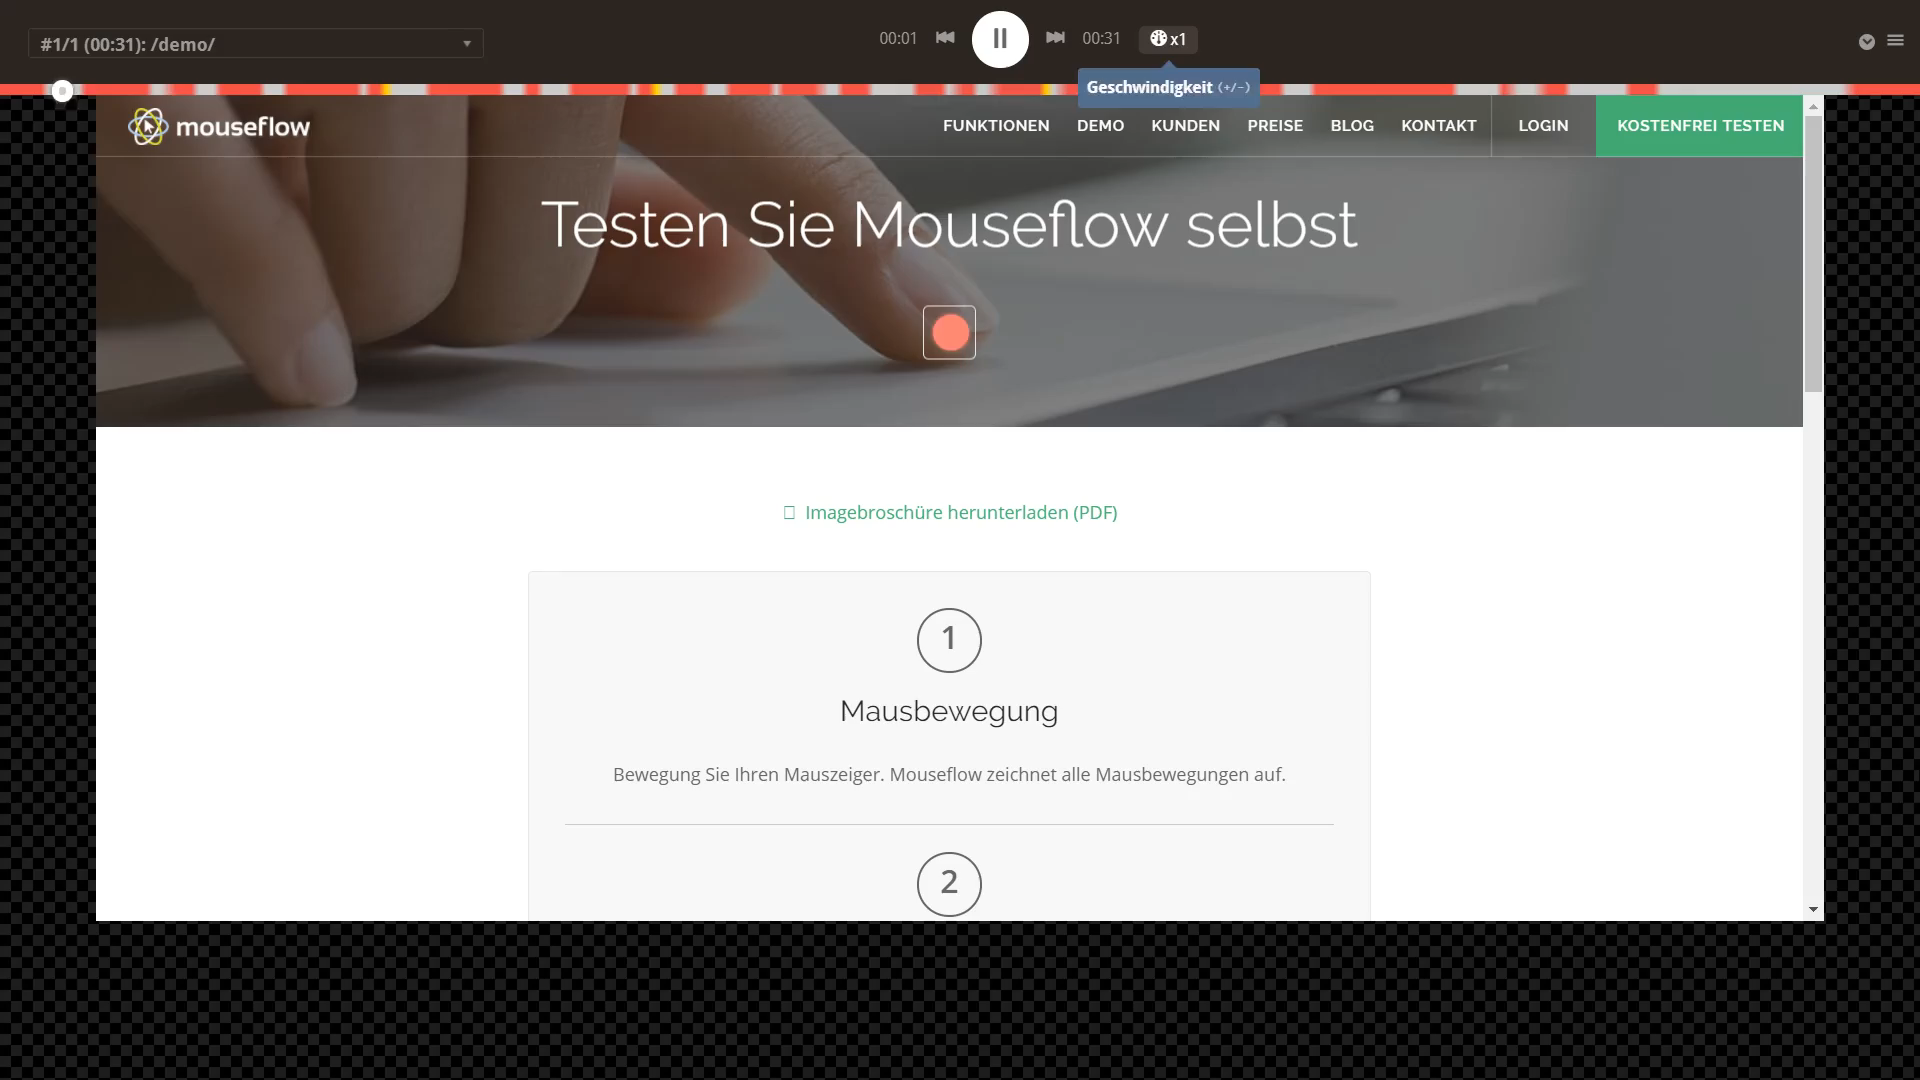 #1/1 (00:31): /demo/
00:01
00:31
x1
Geschwindigkeit (+/−)
mouseflow
FUNKTIONEN DEMO KUNDEN PREISE BLOG KONTAKT LOGIN KOSTENFREI TESTEN
Testen Sie Mouseflow selbst
Imagebroschüre herunterladen (PDF)
1
Mausbewegung
Bewegung Sie Ihren Mauszeiger. Mouseflow zeichnet alle Mausbewegungen auf.
2